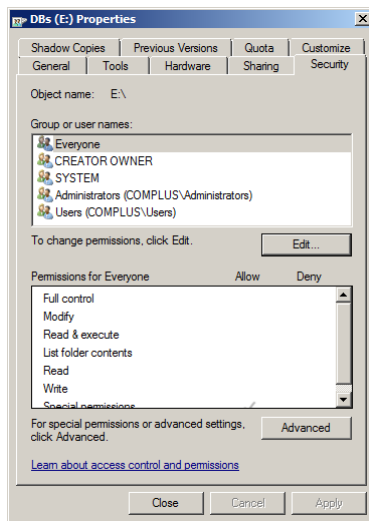 DBs (E:) Properties
Shadow Copies Previous Versions Quota Customize
General Tools Hardware Sharing Security
Object name: E:\
Group or user names:
Everyone
CREATOR OWNER
SYSTEM
Administrators (COMPLUS\Administrators)
Users (COMPLUS\Users)
To change permissions, click Edit. Edit...
Permissions for Everyone Allow Deny
Full control
Modify
Read & execute
List folder contents
Read
Write
Special permissions
For special permissions or advanced settings, Advanced
click Advanced.
Learn about access control and permissions
Close Cancel Apply